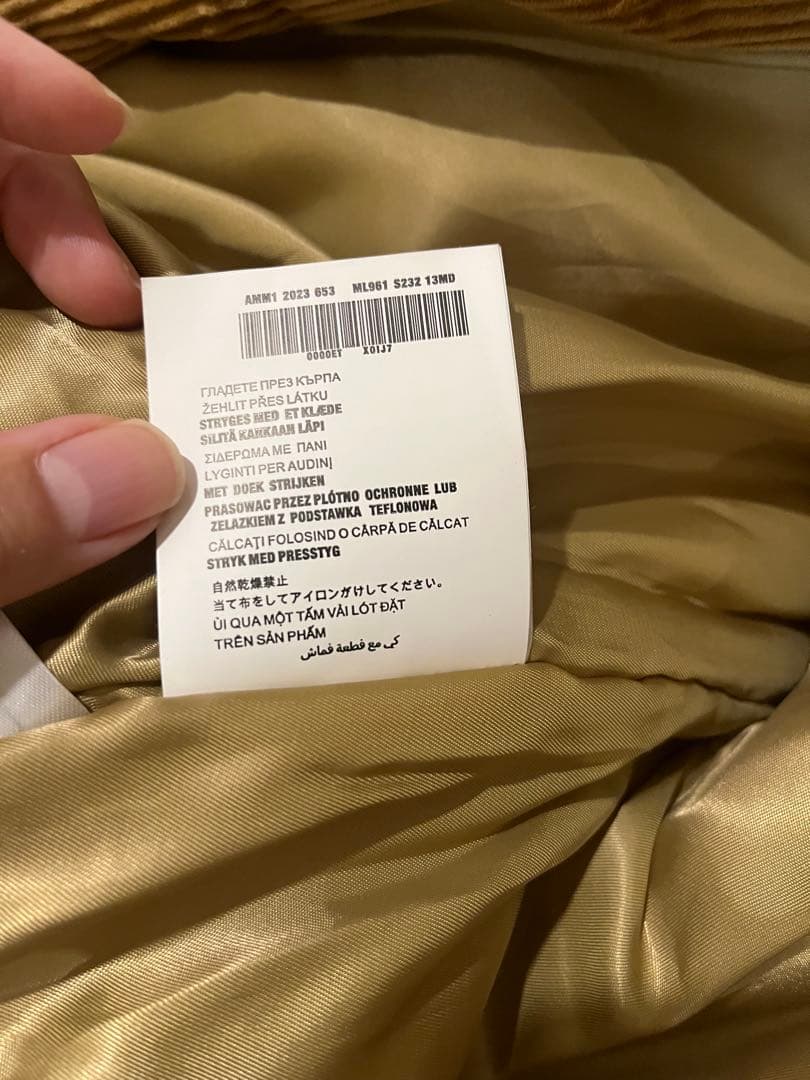 AMM1 2023 653 ML961 S232 13MD
0000ET X01J7
ГЛАДЕТЕ ПРЕЗ КЪРПА
ŽEHLIT PŘES LÁTKU
STRYGES MED ET KLÆDE
SILITÄ KANKAAN LÄPI
ΣΙΔΕΡΩΜΑ ΜΕ ΠΑΝΙ
LYGINTI PER AUDINĮ
MET DOEK STRIJKEN
PRASOWAC PRZEZ PLÓTNO OCHRONNE LUB
ZELAZKIEM Z PODSTAWKA TEFLONOWA
CĂLCAŢI FOLOSIND O CÂRPĂ DE CĂLCAT
STRYK MED PRESSTYG
自然乾燥禁止
当て布をしてアイロンがけしてください。
ỦI QUA MỘT TẤM VẢI LÓT ĐẶT
TRÊN SẢN PHẨM
كي مع قطعة قماش